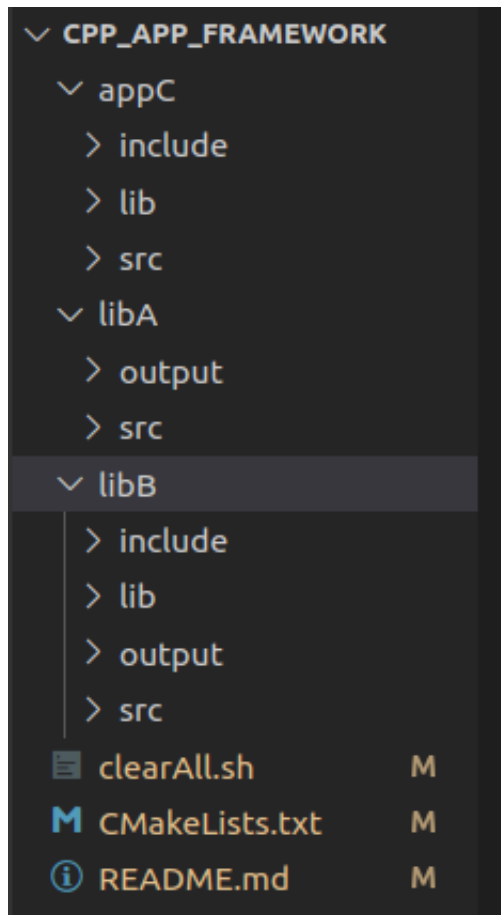 CPP_APP_FRAMEWORK
appC
include
lib
src
libA
output
src
libB
include
lib
output
src
clearAll.sh M
CMakeLists.txt M
README.md M